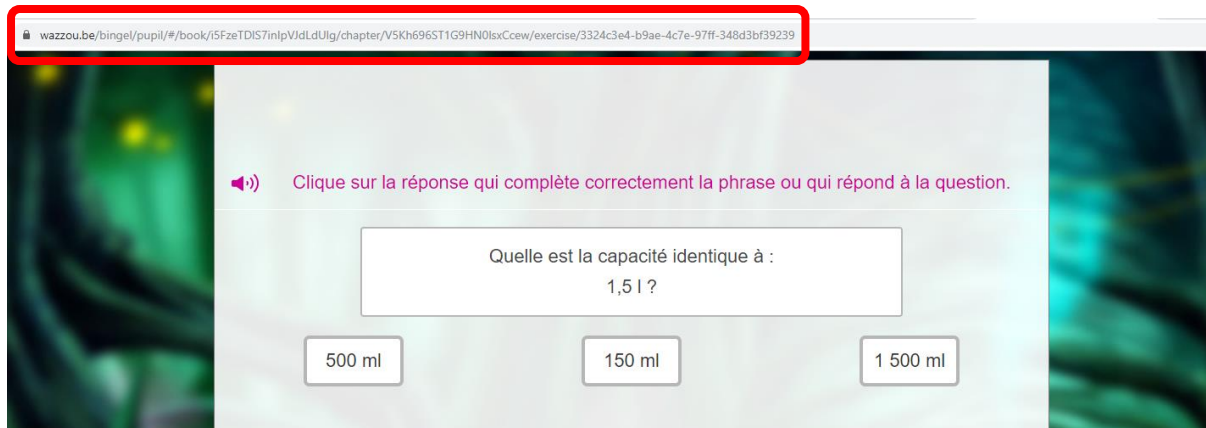 wazzou.be/bingel/pupil/#/book/i5FzeTDlS7inIpVJdLdUlg/chapter/V5Kh696ST1G9HN0lsxCcew/exercise/3324c3e4-b9ae-4c7e-97ff-348d3bf39239
Clique sur la réponse qui complète correctement la phrase ou qui répond à la question.
Quelle est la capacité identique à :
1,5 l ?
500 ml
150 ml
1 500 ml